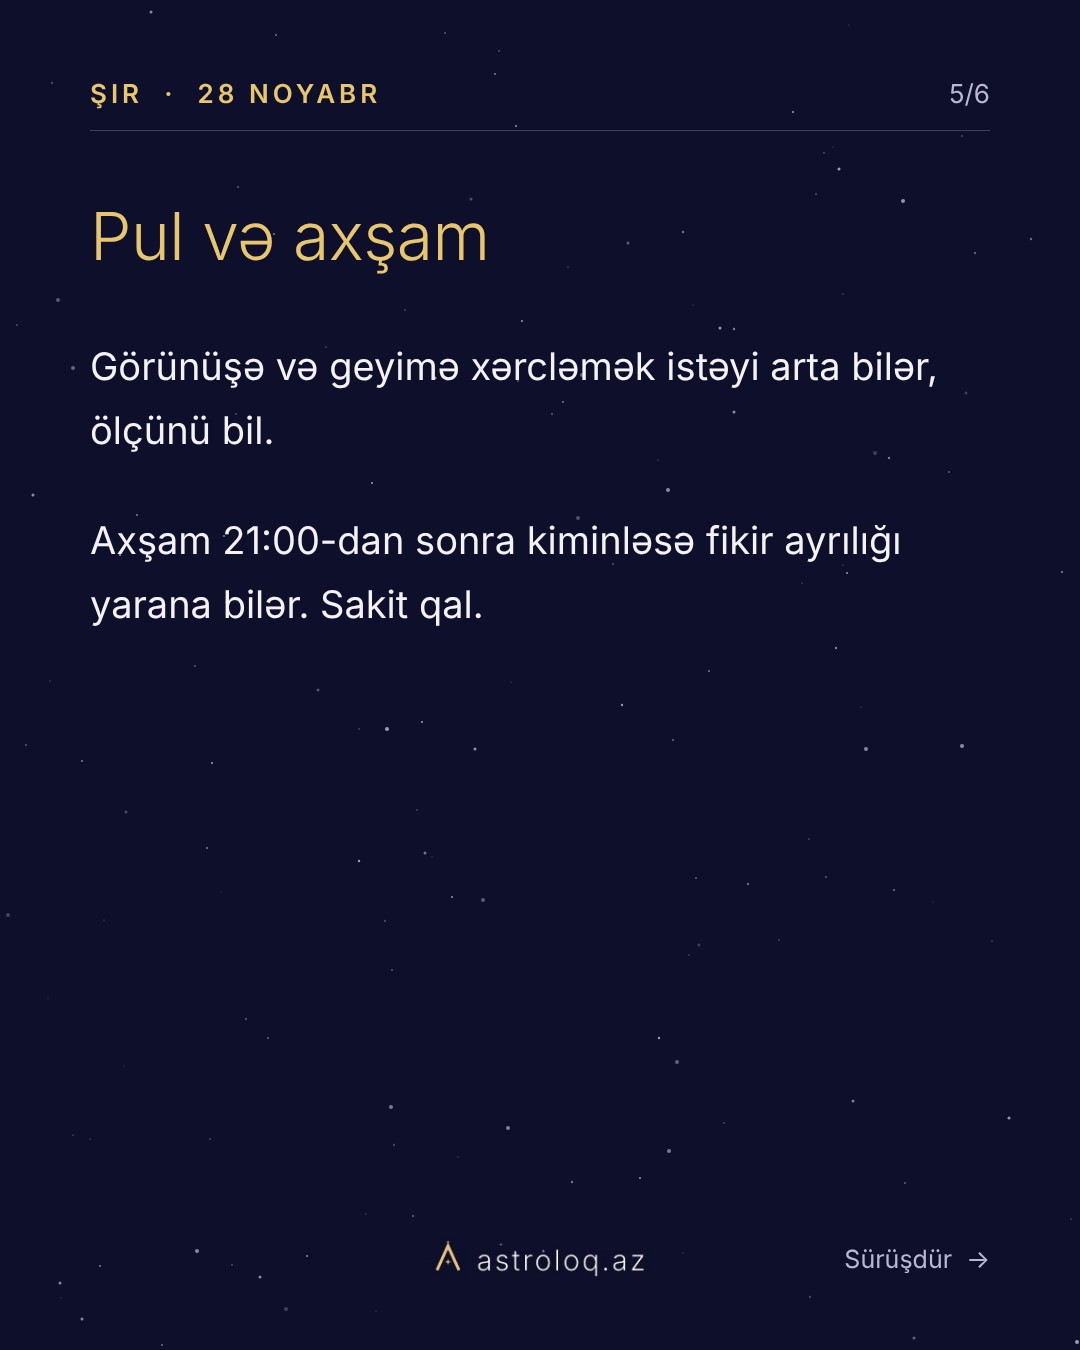 ŞIR · 28 NOYABR
5/6
Pul və axşam
Görünüşə və geyimə xərcləmək istəyi arta bilər,
ölçünü bil.
Axşam 21:00-dan sonra kiminləsə fikir ayrılığı
yarana bilər. Sakit qal.
astroloq.az
Sürüşdür →